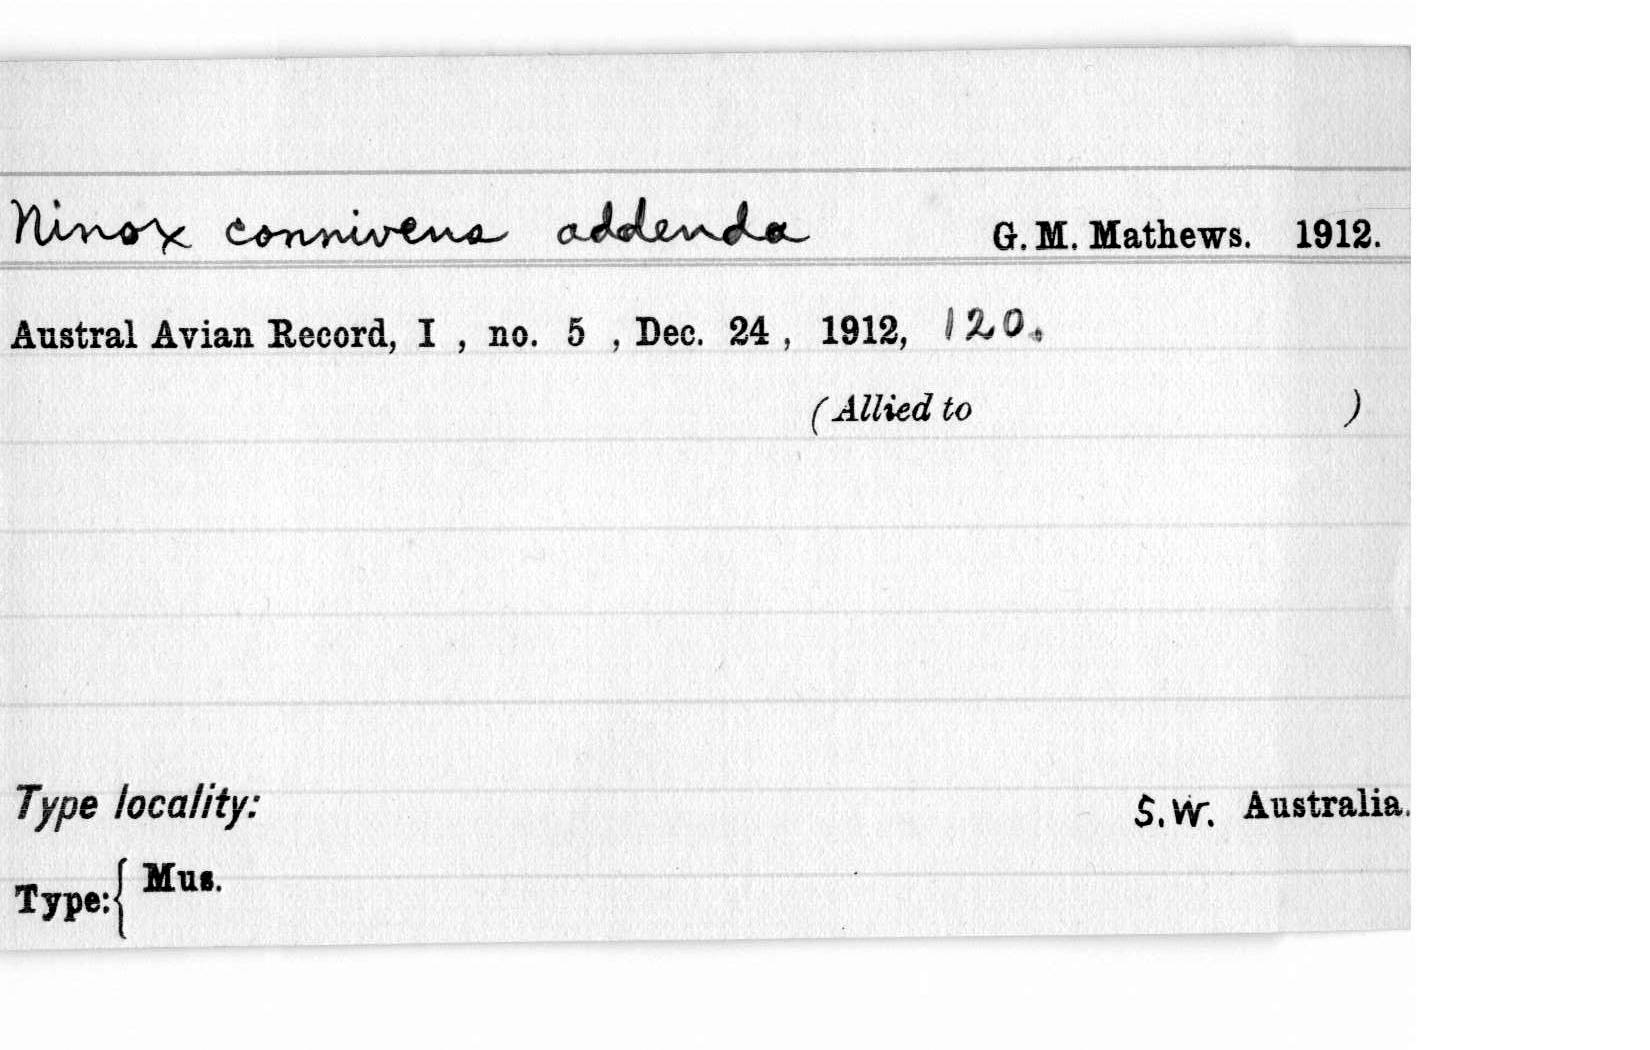 Ninox connivens addenda G. M. Mathews. 1912.
Austral Avian Record, I , no. 5 , Dec. 24 , 1912, 120.
(Allied to )
Type locality: S.W. Australia.
Type:{ Mus.